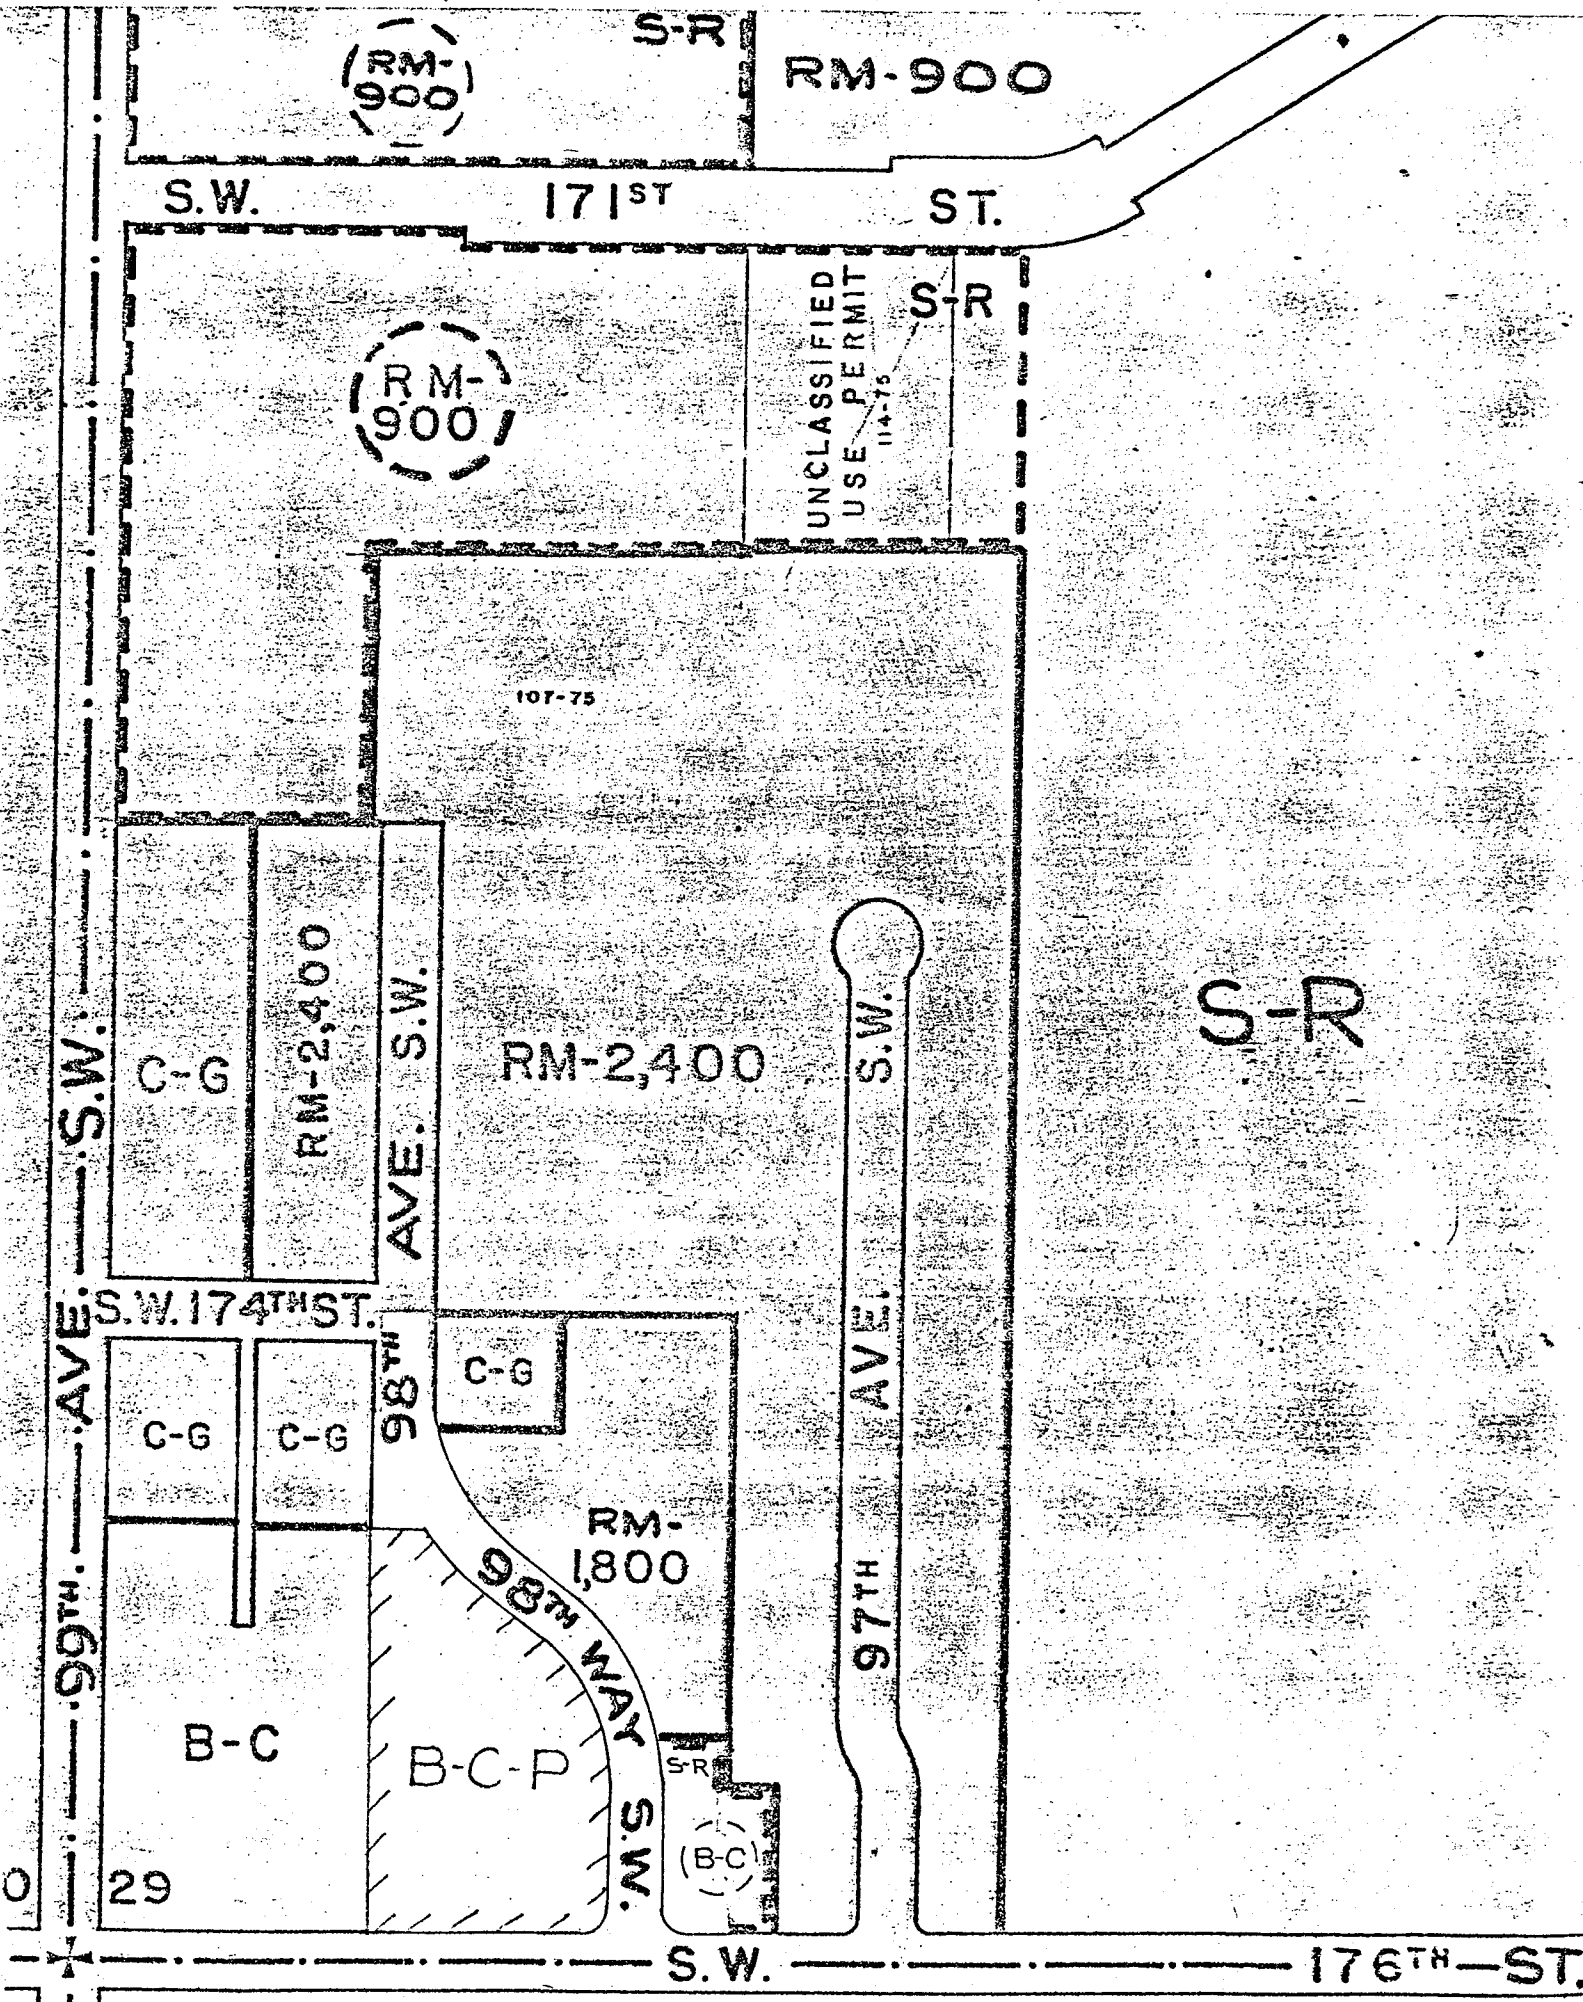 S-R
RM-
900
RM-900
S.W. 171ST ST.
RM-
900
UNCLASSIFIED
USE PERMIT
114-75
S-R
107-75
C-G
RM-2,400
RM-2,400
S-R
S.W. 174TH ST.
98TH AVE. S.W.
97TH AVE. S.W.
99TH. AVE. S.W.
C-G
C-G
C-G
RM-
1,800
98TH WAY S.W.
B-C
B-C-P
S-R
B-C
29
S.W. 176TH ST.